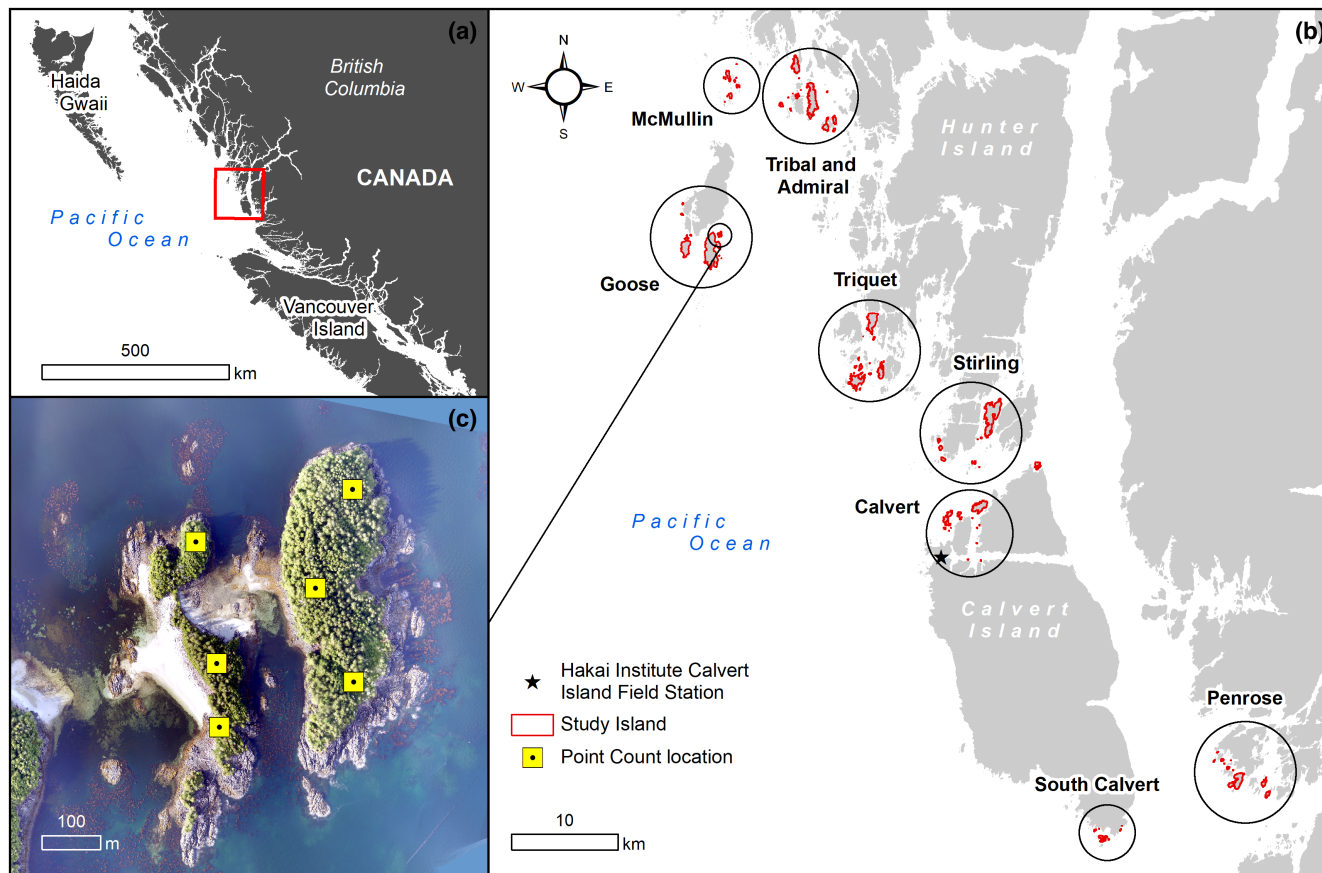 (a)
Haida
Gwaii
British
Columbia
CANADA
Pacific
Ocean
Vancouver
Island
500
km
(b)
N
W
E
S
McMullin
Tribal and
Admiral
Hunter
Island
Goose
Triquet
Stirling
Calvert
Pacific
Ocean
Calvert
Island
Penrose
South Calvert
Hakai Institute Calvert
Island Field Station
Study Island
Point Count location
10
km
(c)
100
m